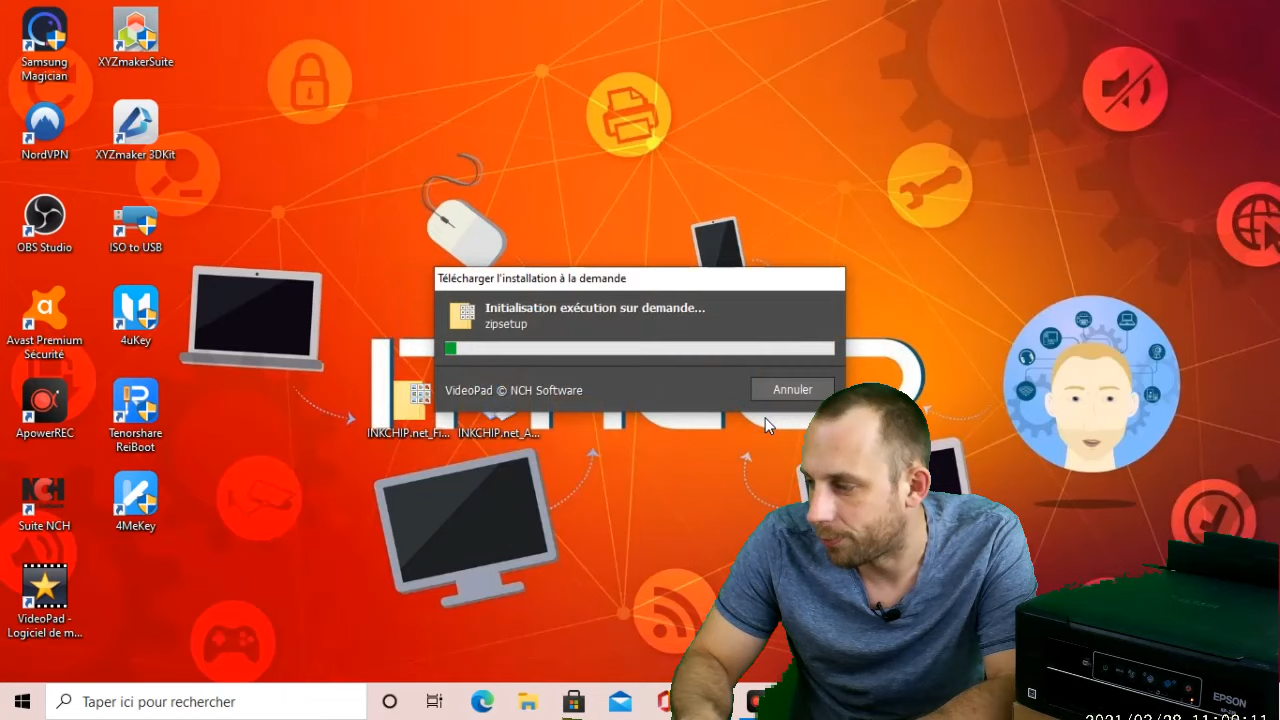 Samsung
Magician
XYZmakerSuite
NordVPN
XYZmaker 3DKit
OBS Studio
ISO to USB
Avast Premium
Sécurité
4uKey
ApowerREC
Tenorshare
ReiBoot
NCH
Suite NCH
4MeKey
VideoPad -
Logiciel de m...
Télécharger l'installation à la demande
Initialisation exécution sur demande...
zipsetup
VideoPad © NCH Software
Annuler
INKCHIP.net_Fi...
INKCHIP.net_A...
Taper ici pour rechercher
EPSON